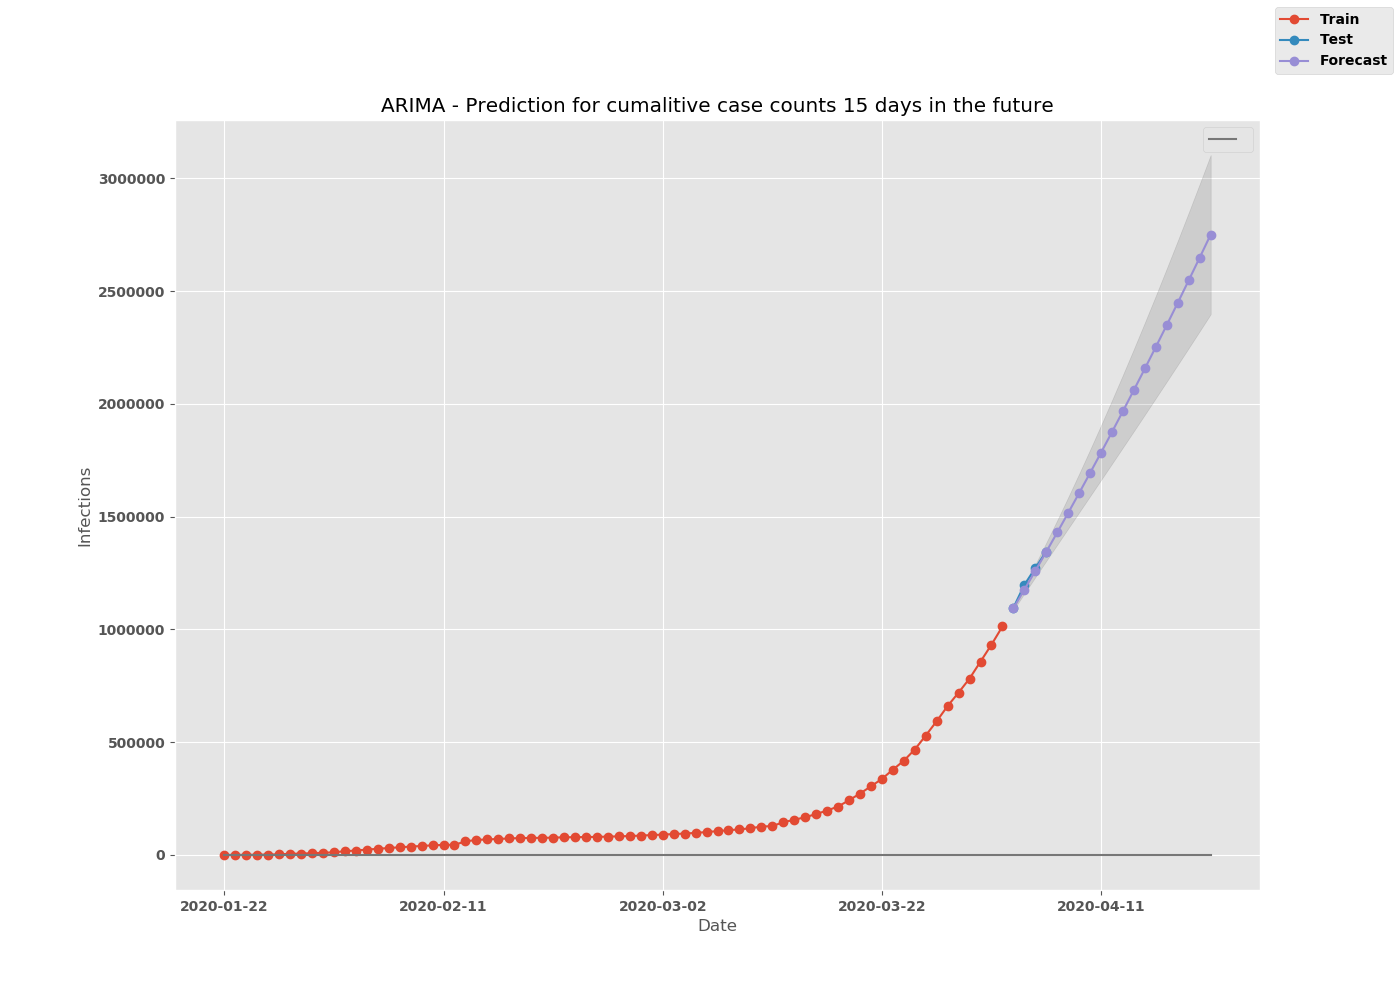 Train
Test
Forecast
ARIMA - Prediction for cumalitive case counts 15 days in the future
3000000
2500000
2000000
1500000
1000000
500000
0
Infections
2020-01-22
2020-02-11
2020-03-02
2020-03-22
2020-04-11
Date